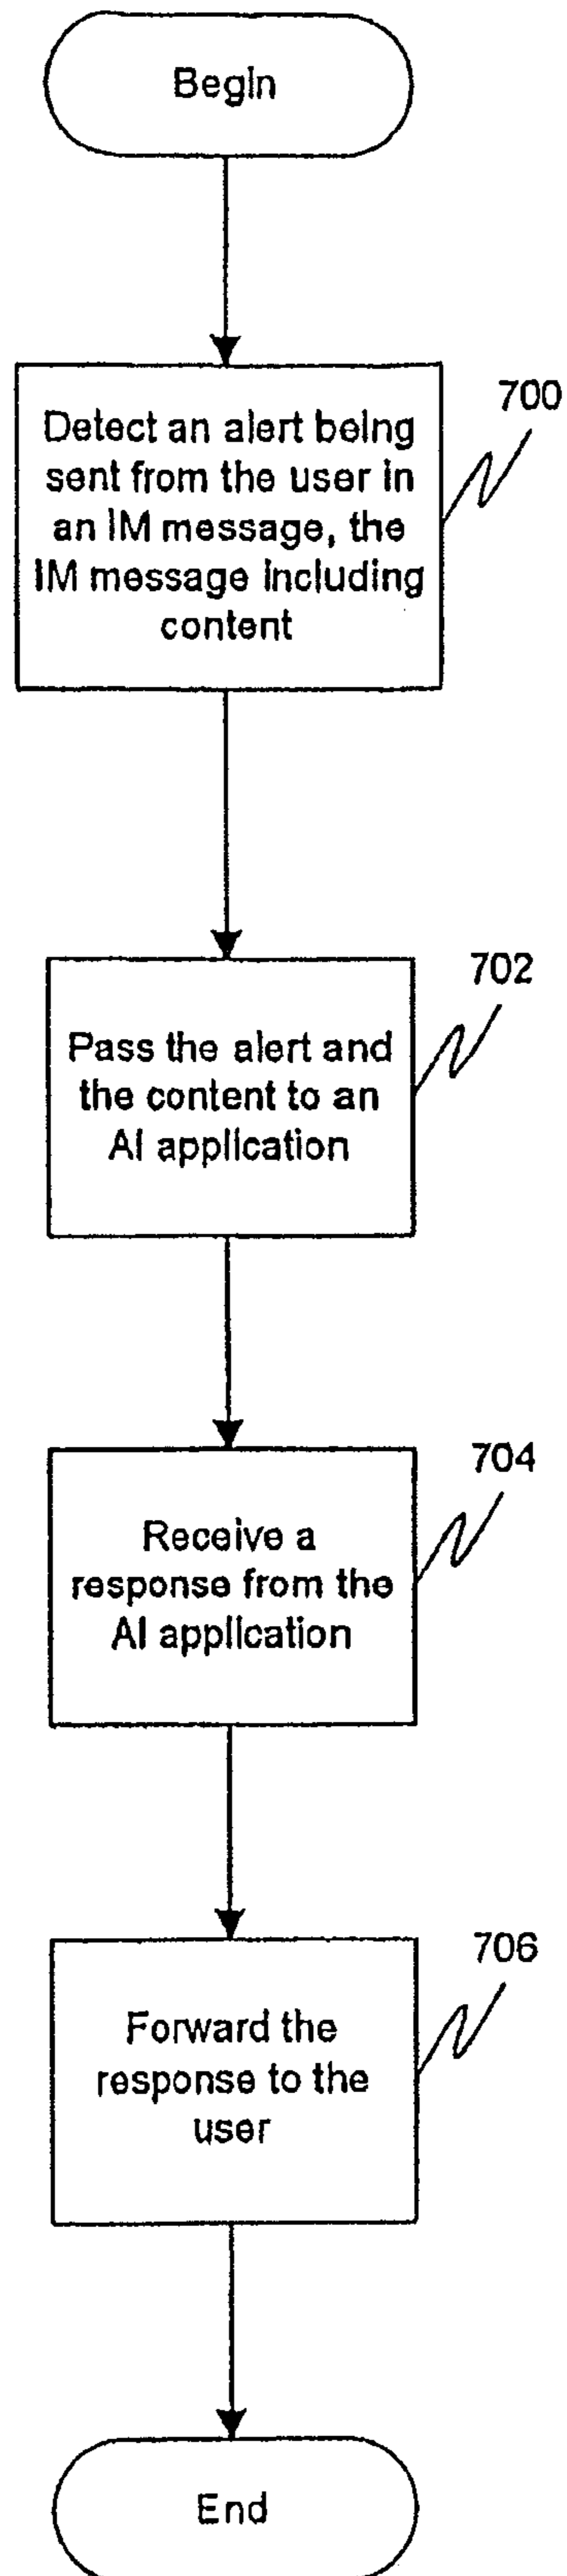 Begin
700
Detect an alert being
sent from the user in
an IM message, the
IM message including
content
702
Pass the alert and
the content to an
AI application
704
Receive a
response from the
AI application
706
Forward the
response to the
user
End